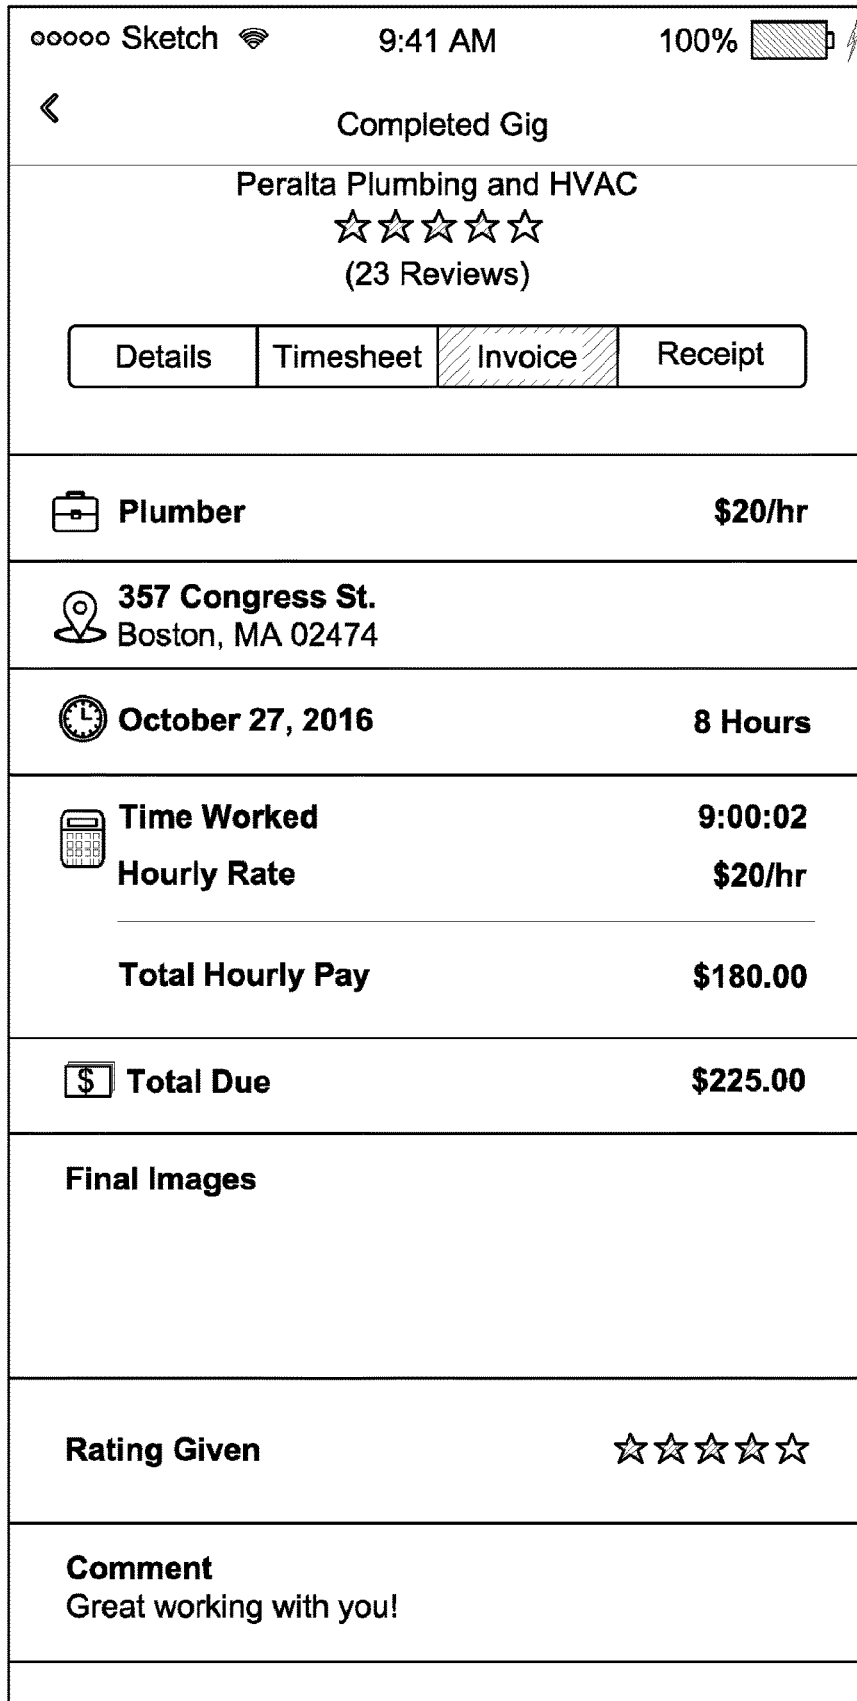 ooooo Sketch 9:41 AM 100%
Completed Gig
Peralta Plumbing and HVAC
(23 Reviews)
Details Timesheet Invoice Receipt
Plumber $20/hr
357 Congress St.
Boston, MA 02474
October 27, 2016 8 Hours
Time Worked 9:00:02
Hourly Rate $20/hr
Total Hourly Pay $180.00
$ Total Due $225.00
Final Images
Rating Given
Comment
Great working with you!